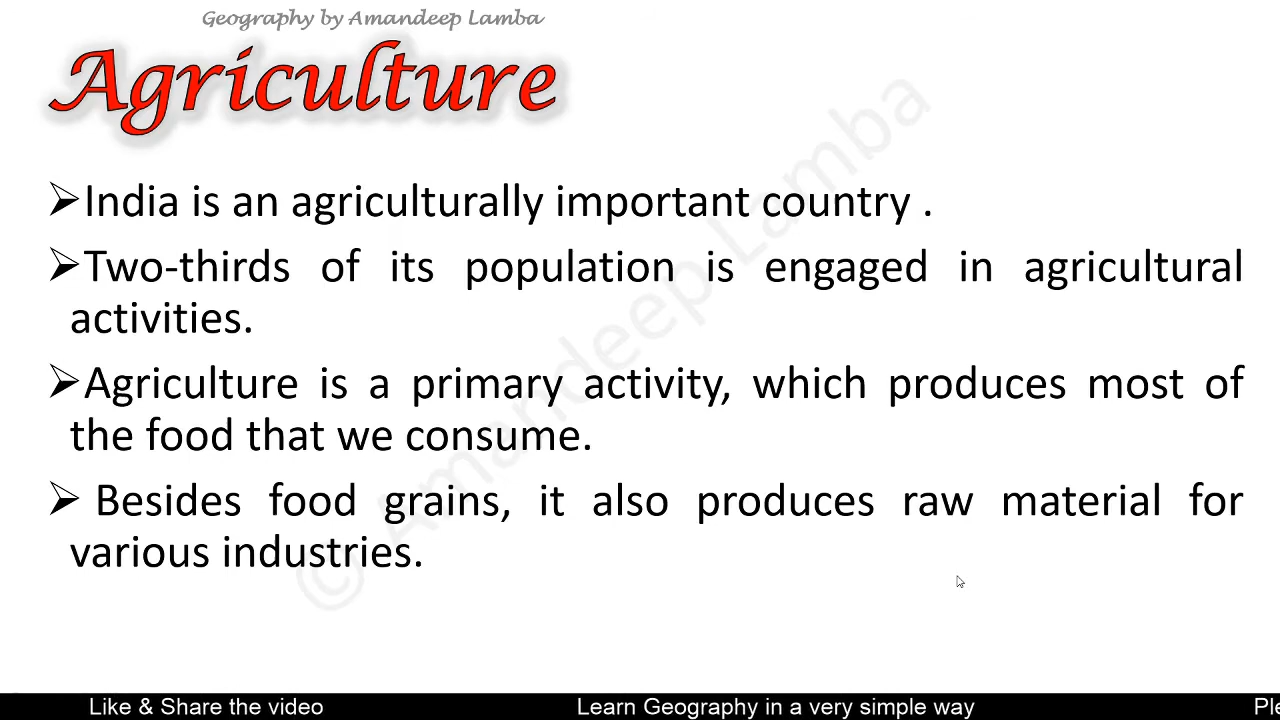 Geography by Amandeep Lamba
Agriculture
➢India is an agriculturally important country .
➢Two-thirds of its population is engaged in agricultural
activities.
➢Agriculture is a primary activity, which produces most of
the food that we consume.
➢ Besides food grains, it also produces raw material for
various industries.
© Amandeep Lamba
Like & Share the video Learn Geography in a very simple way